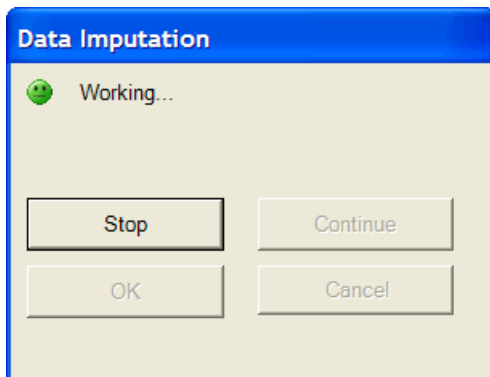 Data Imputation
Working...
Stop
Continue
OK
Cancel